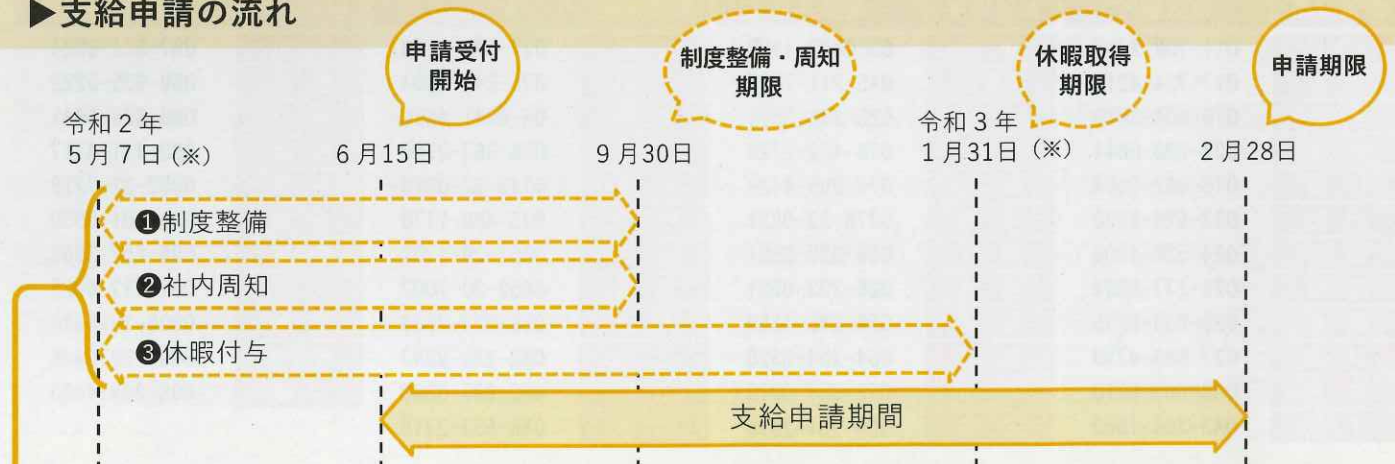 ▶支給申請の流れ
申請受付
開始
制度整備・周知
期限
休暇取得
期限
申請期限
令和2年
5月7日（※）
6月15日
9月30日
令和3年
1月31日（※）
2月28日
❶制度整備
❷社内周知
❸休暇付与
支給申請期間